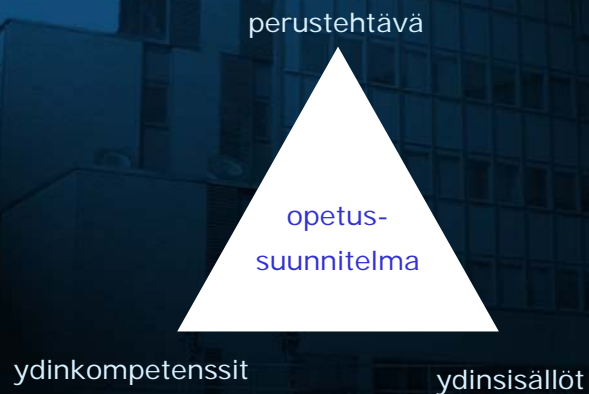 perustehtävä
opetus-
suunnitelma
ydinkompetenssit
ydinsisällöt